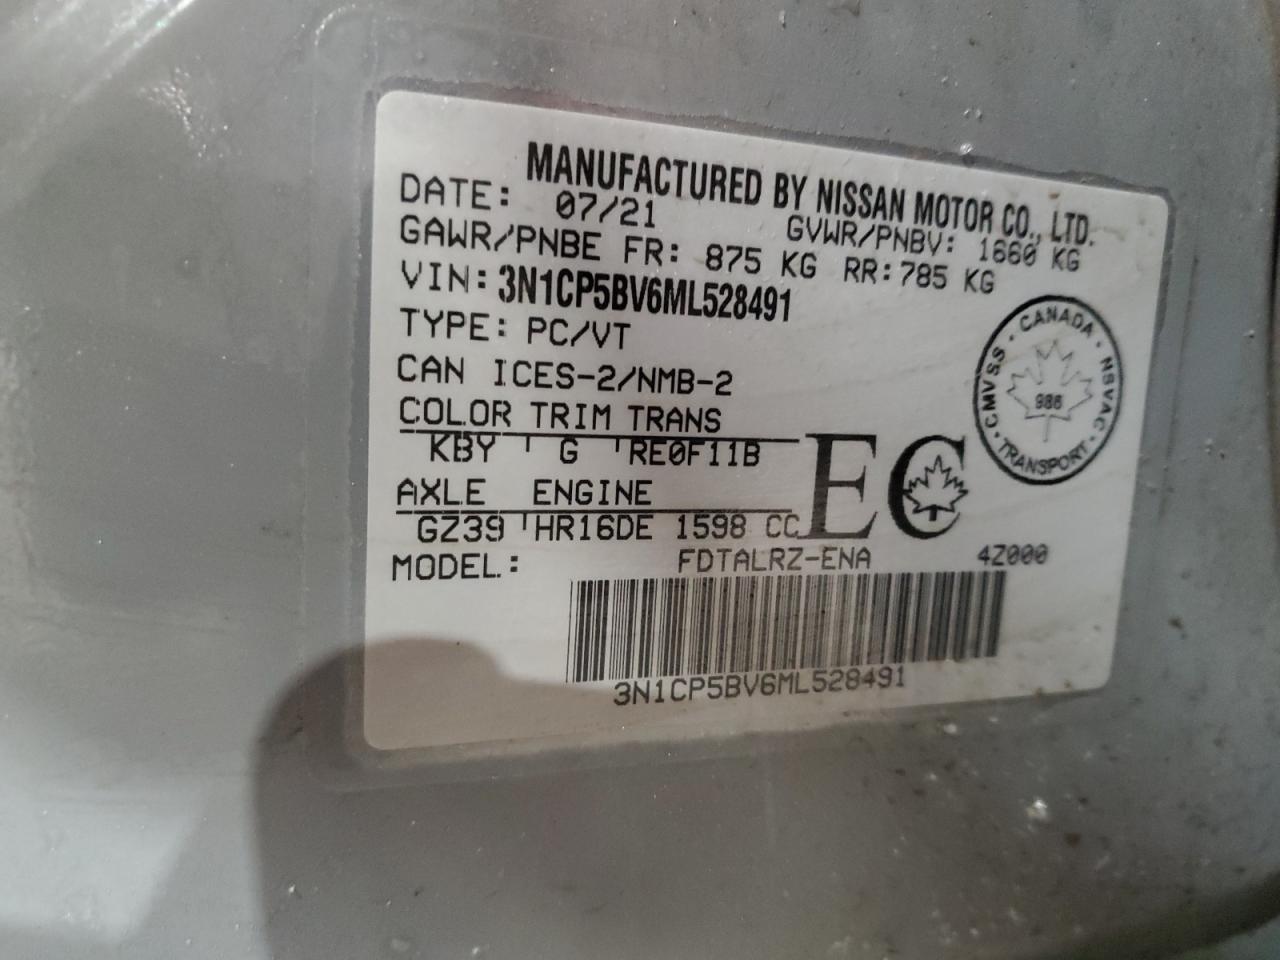 MANUFACTURED BY NISSAN MOTOR CO., LTD.
DATE: 07/21 GVWR/PNBV: 1660 KG
GAWR/PNBE FR: 875 KG RR: 785 KG
VIN: 3N1CP5BV6ML528491
TYPE: PC/VT
CAN ICES-2/NMB-2
COLOR TRIM TRANS
KBY G RE0F11B
AXLE ENGINE
GZ39 HR16DE 1598 CC
EC
CANADA · NSVAC · TRANSPORT · CMVSS ·
986
MODEL: FDTALRZ-ENA 4Z000
3N1CP5BV6ML528491